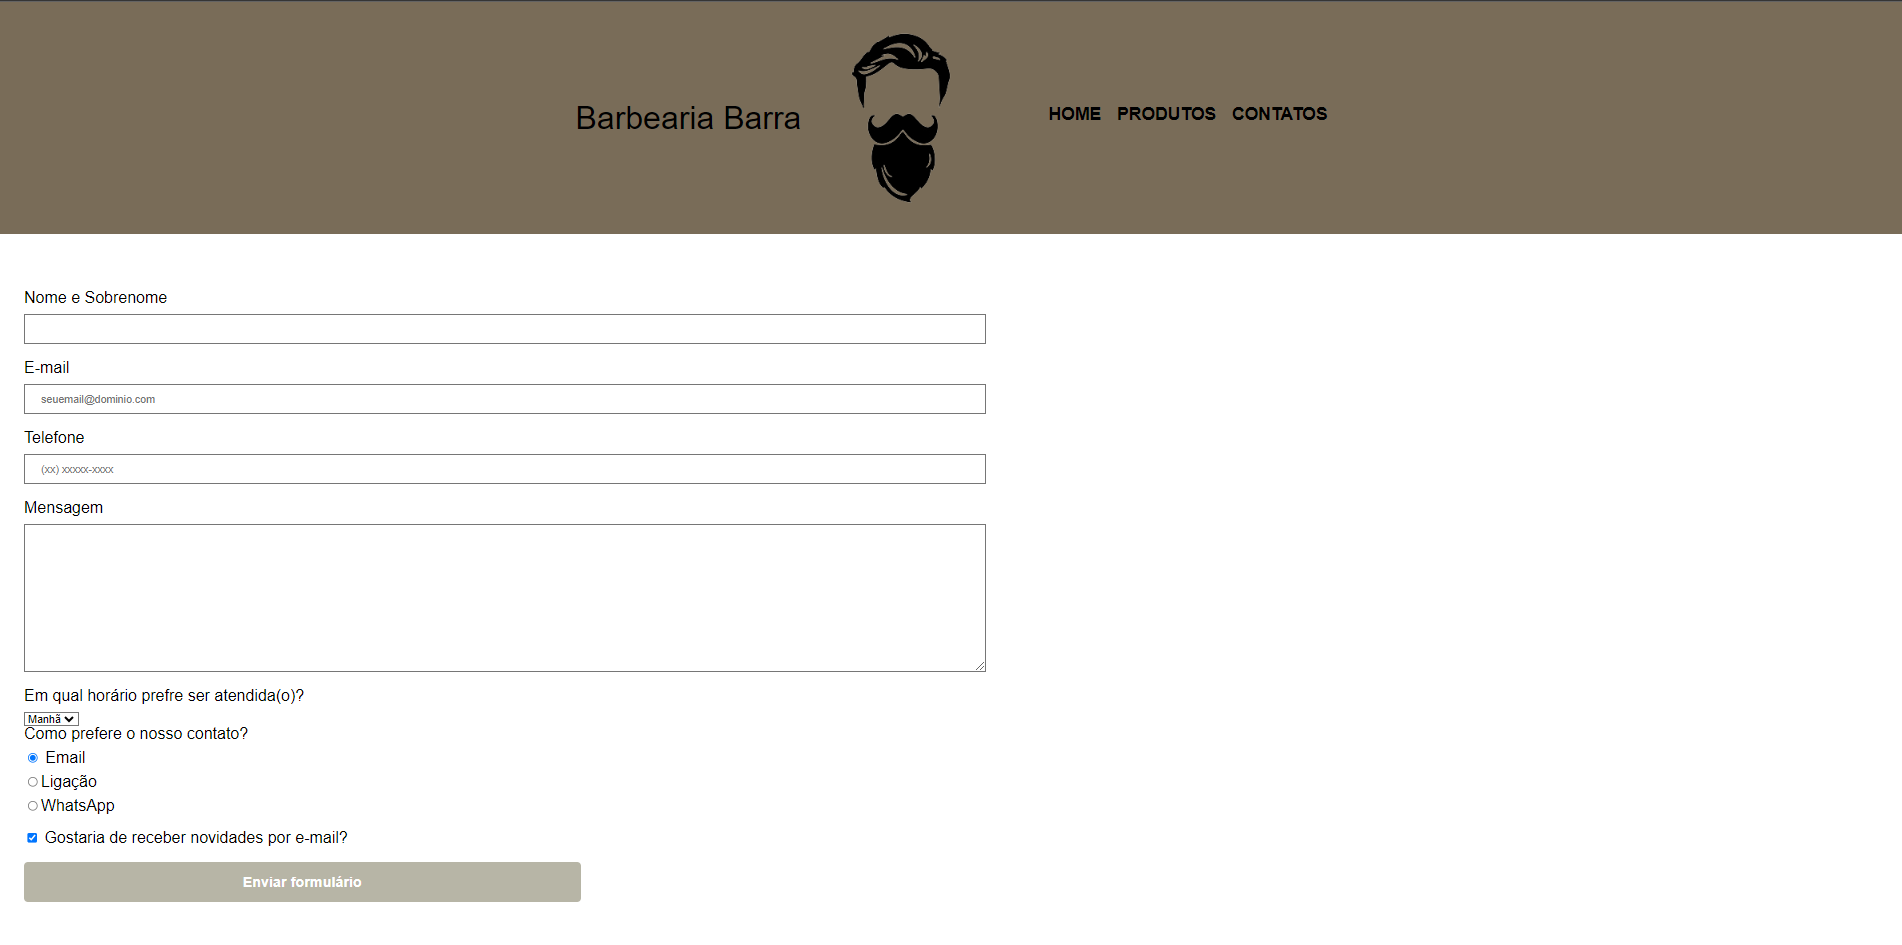 Barbearia Barra
HOME PRODUTOS CONTATOS
Nome e Sobrenome
E-mail
seuemail@dominio.com
Telefone
(xx) xxxxx-xxxx
Mensagem
Em qual horário prefre ser atendida(o)?
Manhã
Como prefere o nosso contato?
Email
Ligação
WhatsApp
Gostaria de receber novidades por e-mail?
Enviar formulário